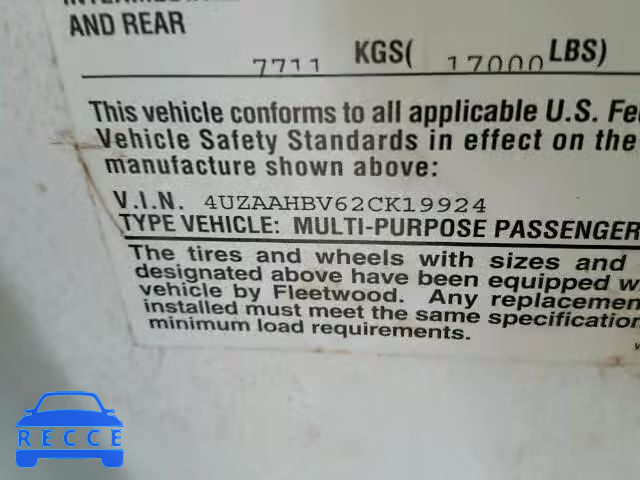 AND REAR
7711 KGS( 17000 LBS)
This vehicle conforms to all applicable U.S.
Vehicle Safety Standards in effect on the
manufacture shown above:
V.I.N. 4UZAAHBV62CK19924
TYPE VEHICLE: MULTI-PURPOSE PASSENGER
The tires and wheels with sizes and
designated above have been equipped
vehicle by Fleetwood. Any
installed must meet the same
minimum load requirements.
RECCE